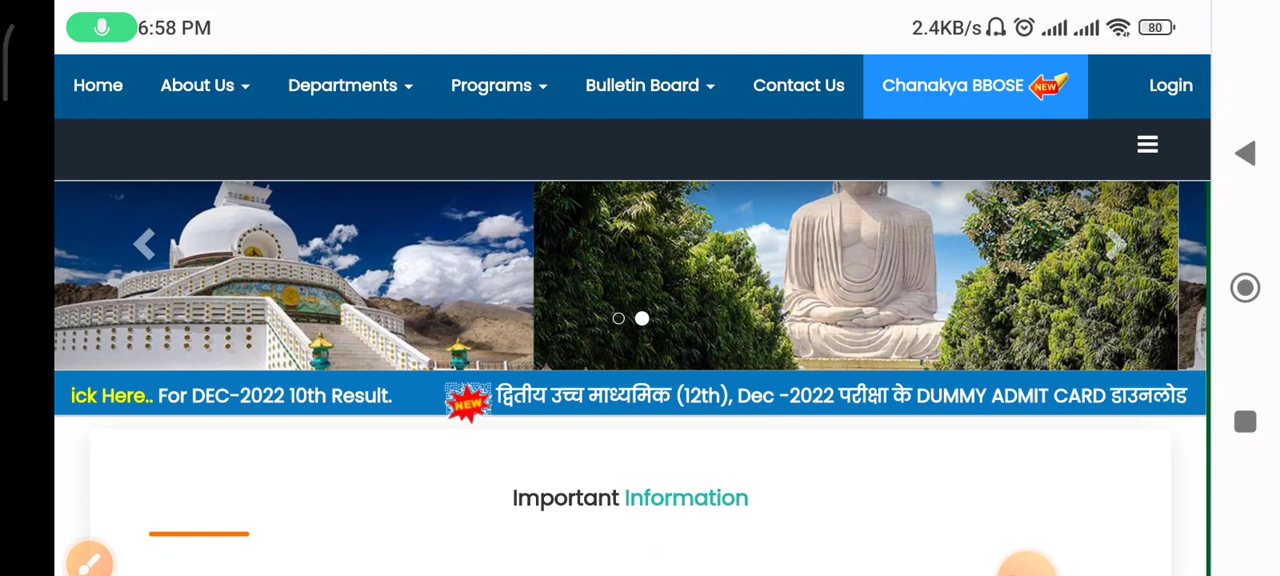 6:58 PM
2.4KB/s
80
Home About Us Departments Programs Bulletin Board Contact Us Chanakya BBOSE NEW Login
ick Here.. For DEC-2022 10th Result. NEW द्वितीय उच्च माध्यमिक (12th), Dec -2022 परीक्षा के DUMMY ADMIT CARD डाउनलोड
Important Information